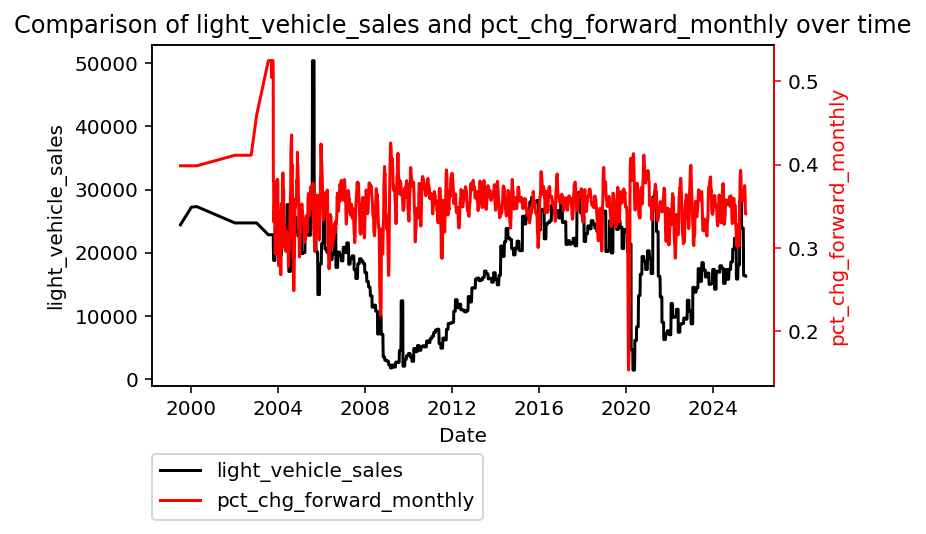 Comparison of light_vehicle_sales and pct_chg_forward_monthly over time
light_vehicle_sales
50000
40000
30000
20000
10000
0
0.5
0.4
0.3
0.2
pct_chg_forward_monthly
2000 2004 2008 2012 2016 2020 2024
Date
light_vehicle_sales
pct_chg_forward_monthly